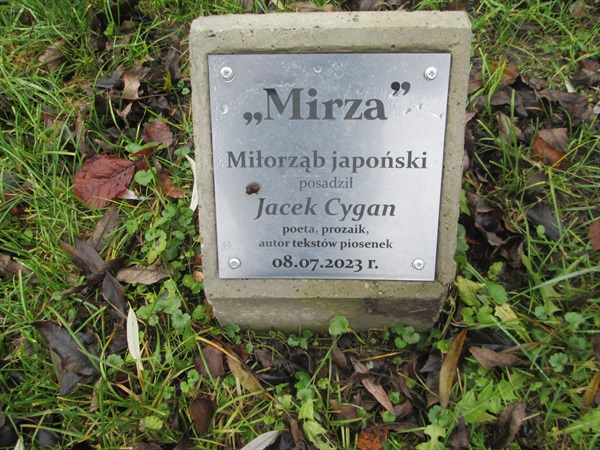 „Mirza”
Miłorząb japoński
posadził
Jacek Cygan
poeta, prozaik,
autor tekstów piosenek
08.07.2023 r.